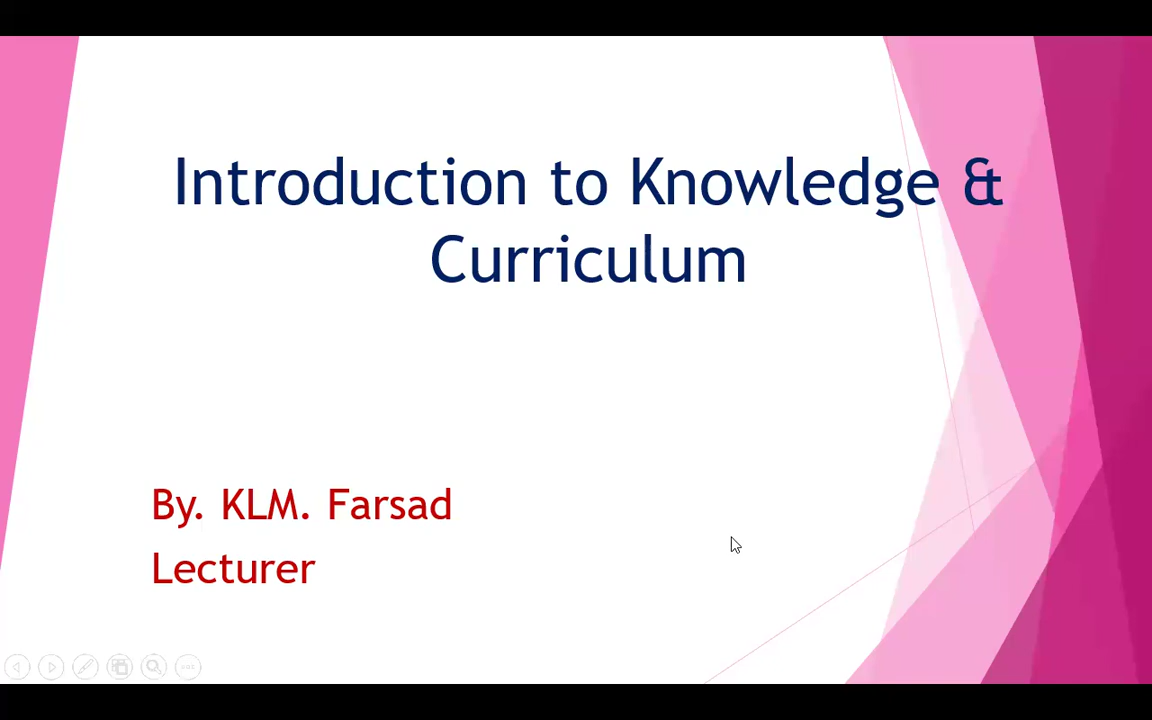 Introduction to Knowledge &
Curriculum
By. KLM. Farsad
Lecturer